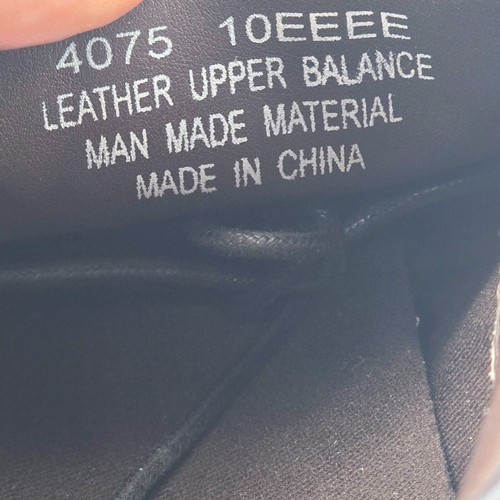 4075 10EEEE
LEATHER UPPER BALANCE
MAN MADE MATERIAL
MADE IN CHINA